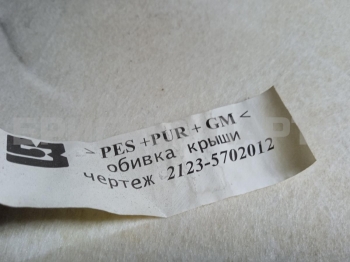 > PES +PUR + GM <
обивка крыши
чертеж 2123-5702012